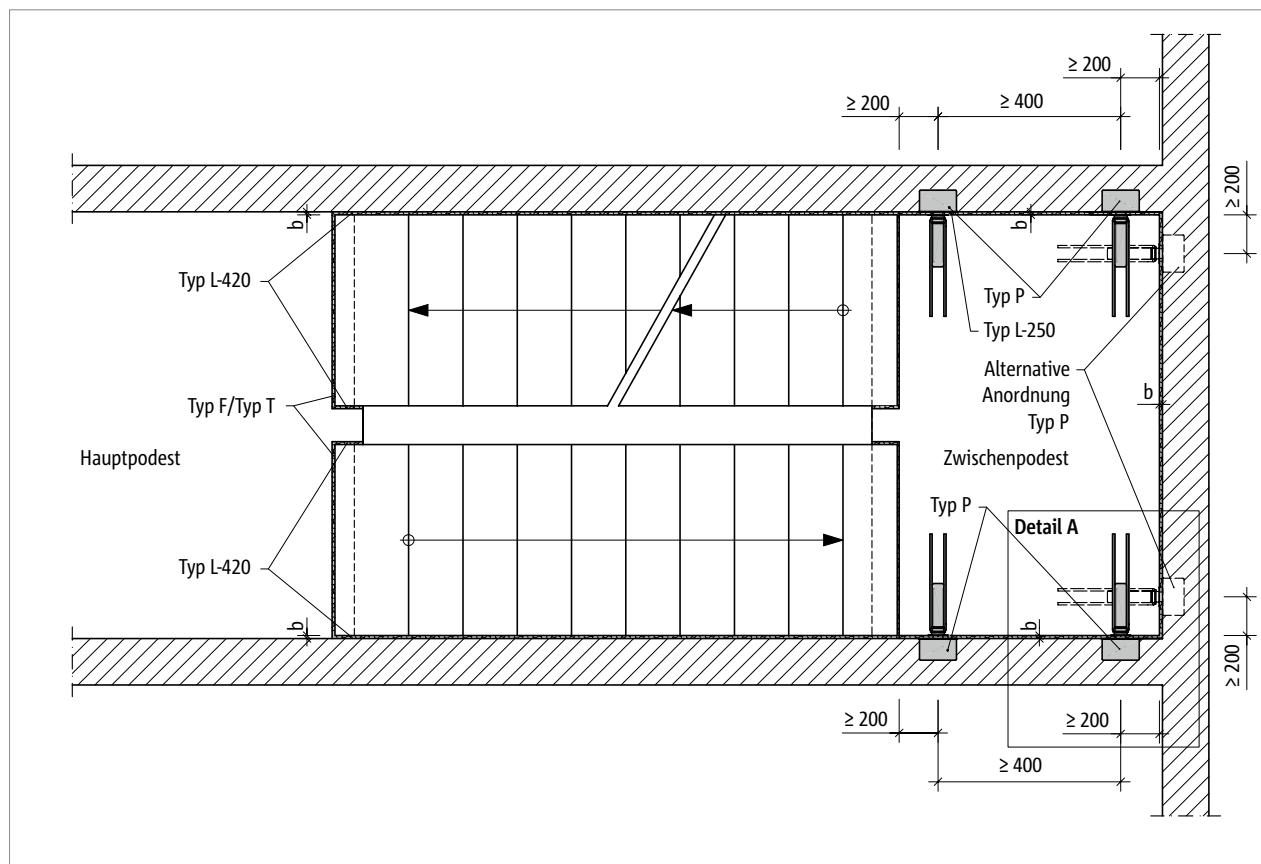 ≥ 200
≥ 200
≥ 400
≥ 200
b
b
Typ L-420
Typ P
Typ L-250
Alternative
Anordnung
Typ P
b
Typ F/Typ T
Hauptpodest
Zwischenpodest
Typ P
Detail A
Typ L-420
b
b
≥ 200
≥ 200
≥ 200
≥ 400